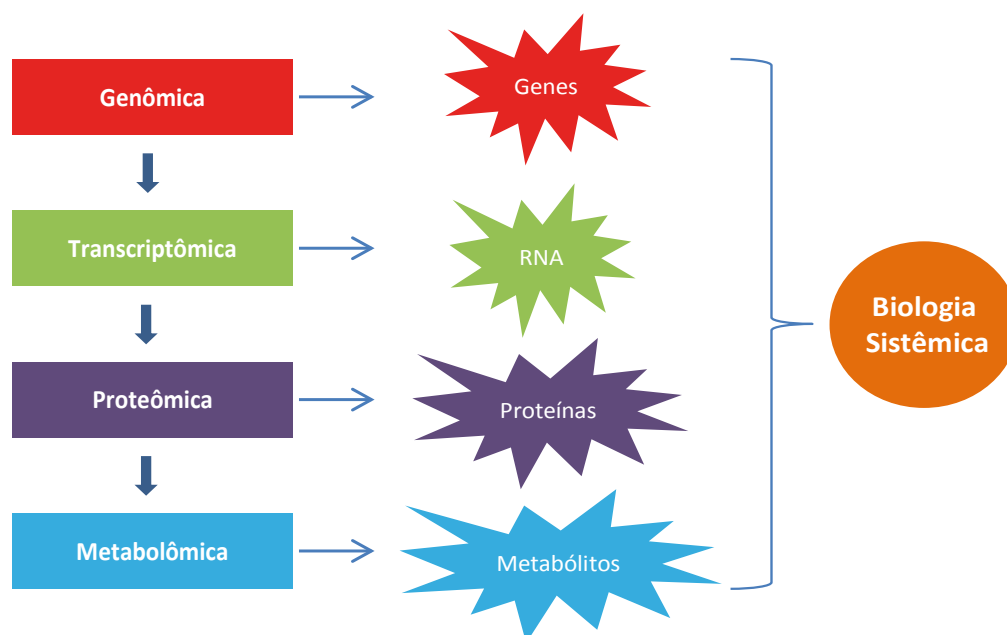 Genômica
Genes
Transcriptômica
RNA
Proteômica
Proteínas
Metabolômica
Metabólitos
Biologia
Sistêmica